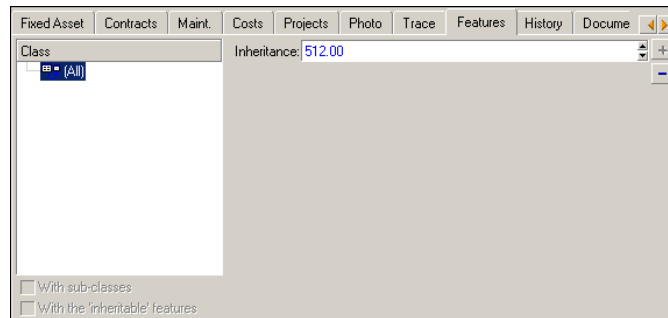 Fixed Asset Contracts Maint. Costs Projects Photo Trace Features History Docume
Class
(All)
Inheritance: 512.00
With sub-classes
With the 'inheritable' features